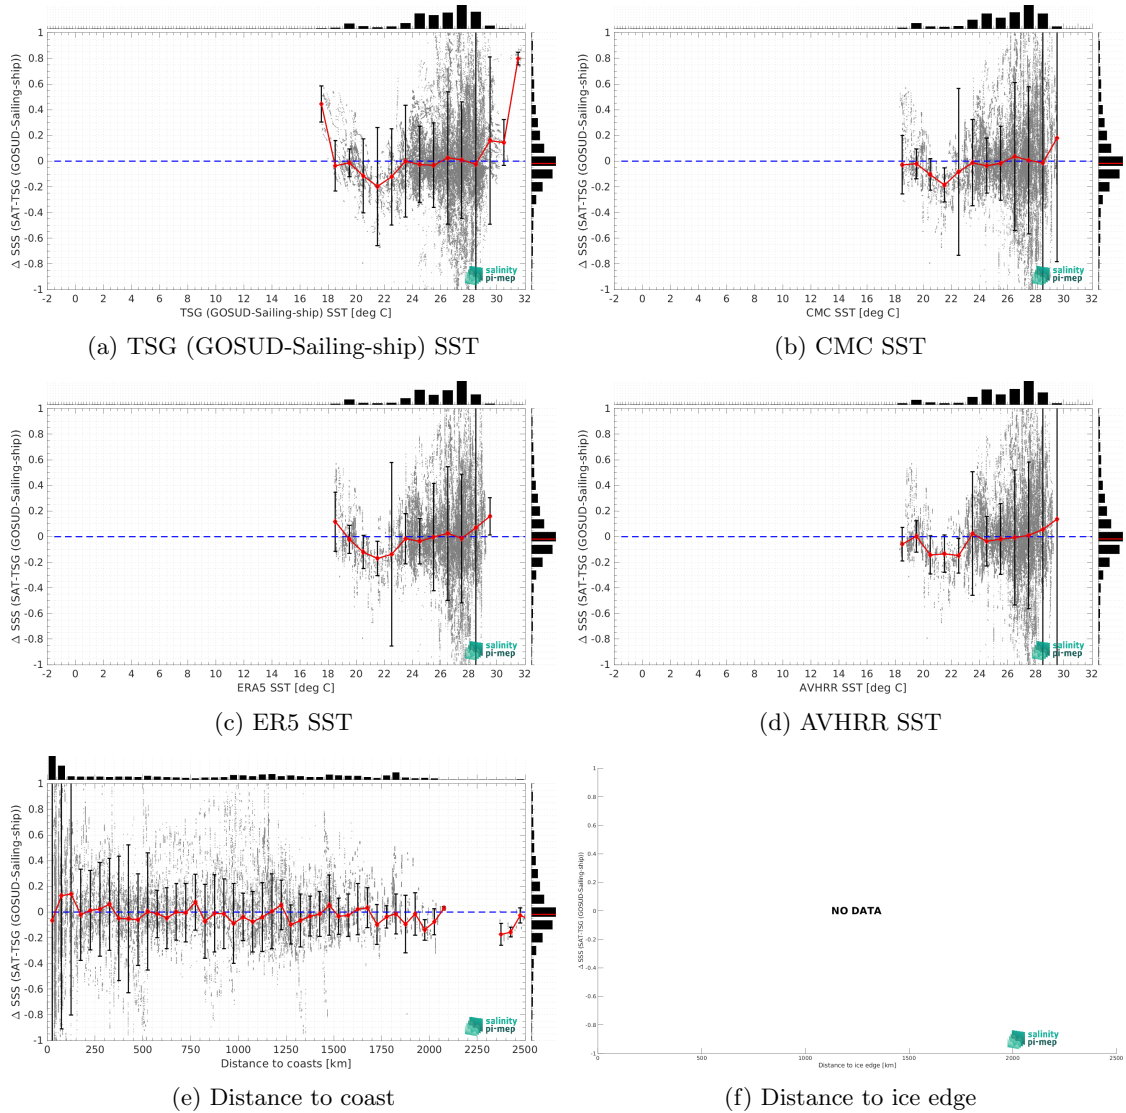 Δ SSS (SAT-TSG (GOSUD-Sailing-ship))
1
0.8
0.6
0.4
0.2
0
-0.2
-0.4
-0.6
-0.8
-1
salinity
pi-mep
-2 0 2 4 6 8 10 12 14 16 18 20 22 24 26 28 30 32
TSG (GOSUD-Sailing-ship) SST [deg C]
(a) TSG (GOSUD-Sailing-ship) SST
Δ SSS (SAT-TSG (GOSUD-Sailing-ship))
1
0.8
0.6
0.4
0.2
0
-0.2
-0.4
-0.6
-0.8
-1
salinity
pi-mep
-2 0 2 4 6 8 10 12 14 16 18 20 22 24 26 28 30 32
CMC SST [deg C]
(b) CMC SST
Δ SSS (SAT-TSG (GOSUD-Sailing-ship))
1
0.8
0.6
0.4
0.2
0
-0.2
-0.4
-0.6
-0.8
-1
salinity
pi-mep
-2 0 2 4 6 8 10 12 14 16 18 20 22 24 26 28 30 32
ERA5 SST [deg C]
(c) ER5 SST
Δ SSS (SAT-TSG (GOSUD-Sailing-ship))
1
0.8
0.6
0.4
0.2
0
-0.2
-0.4
-0.6
-0.8
-1
salinity
pi-mep
-2 0 2 4 6 8 10 12 14 16 18 20 22 24 26 28 30 32
AVHRR SST [deg C]
(d) AVHRR SST
Δ SSS (SAT-TSG (GOSUD-Sailing-ship))
1
0.8
0.6
0.4
0.2
0
-0.2
-0.4
-0.6
-0.8
-1
salinity
pi-mep
0 250 500 750 1000 1250 1500 1750 2000 2250 2500
Distance to coasts [km]
(e) Distance to coast
Δ SSS (SAT-TSG (GOSUD-Sailing-ship))
1
0.8
0.6
0.4
0.2
0
-0.2
-0.4
-0.6
-0.8
-1
NO DATA
salinity
pi-mep
0 500 1000 1500 2000 2500
Distance to ice edge [km]
(f) Distance to ice edge